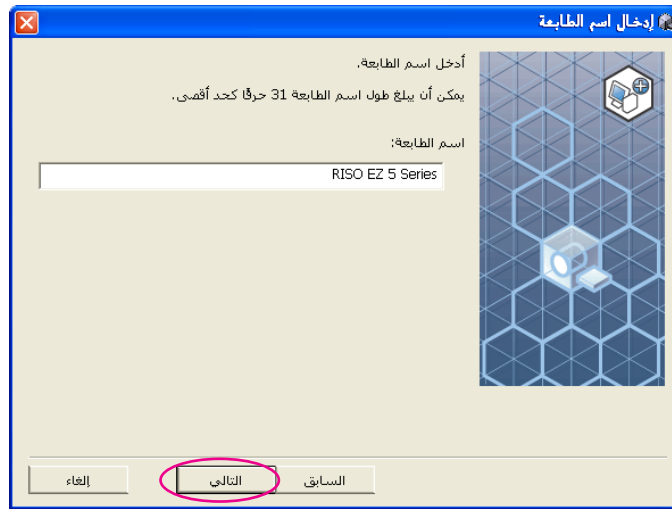 إدخال اسم الطابعة
أدخل اسم الطابعة.
يمكن أن يبلغ طول اسم الطابعة 31 حرفًا كحد أقصى.
اسم الطابعة:
RISO EZ 5 Series
السابق
التالي
إلغاء